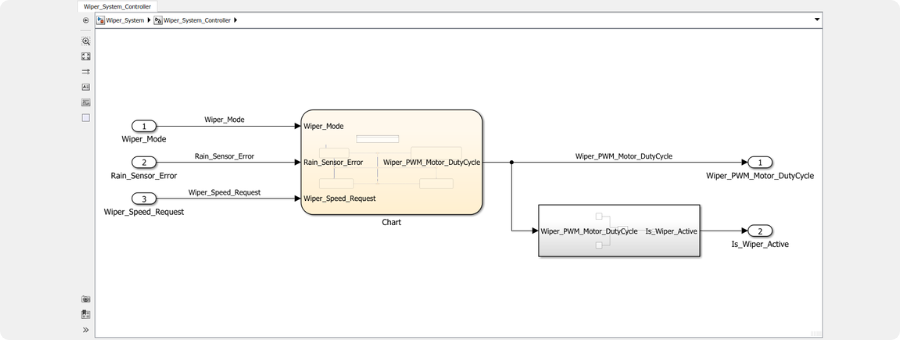 Wiper_System_Controller
Wiper_System Wiper_System_Controller
1 Wiper_Mode Wiper_Mode
Wiper_Mode
2 Rain_Sensor_Error Rain_Sensor_Error Wiper_PWM_Motor_DutyCycle Wiper_PWM_Motor_DutyCycle 1
Rain_Sensor_Error Wiper_PWM_Motor_DutyCycle
3 Wiper_Speed_Request Wiper_Speed_Request
Wiper_Speed_Request
Chart
Wiper_PWM_Motor_DutyCycle Is_Wiper_Active 2
Is_Wiper_Active